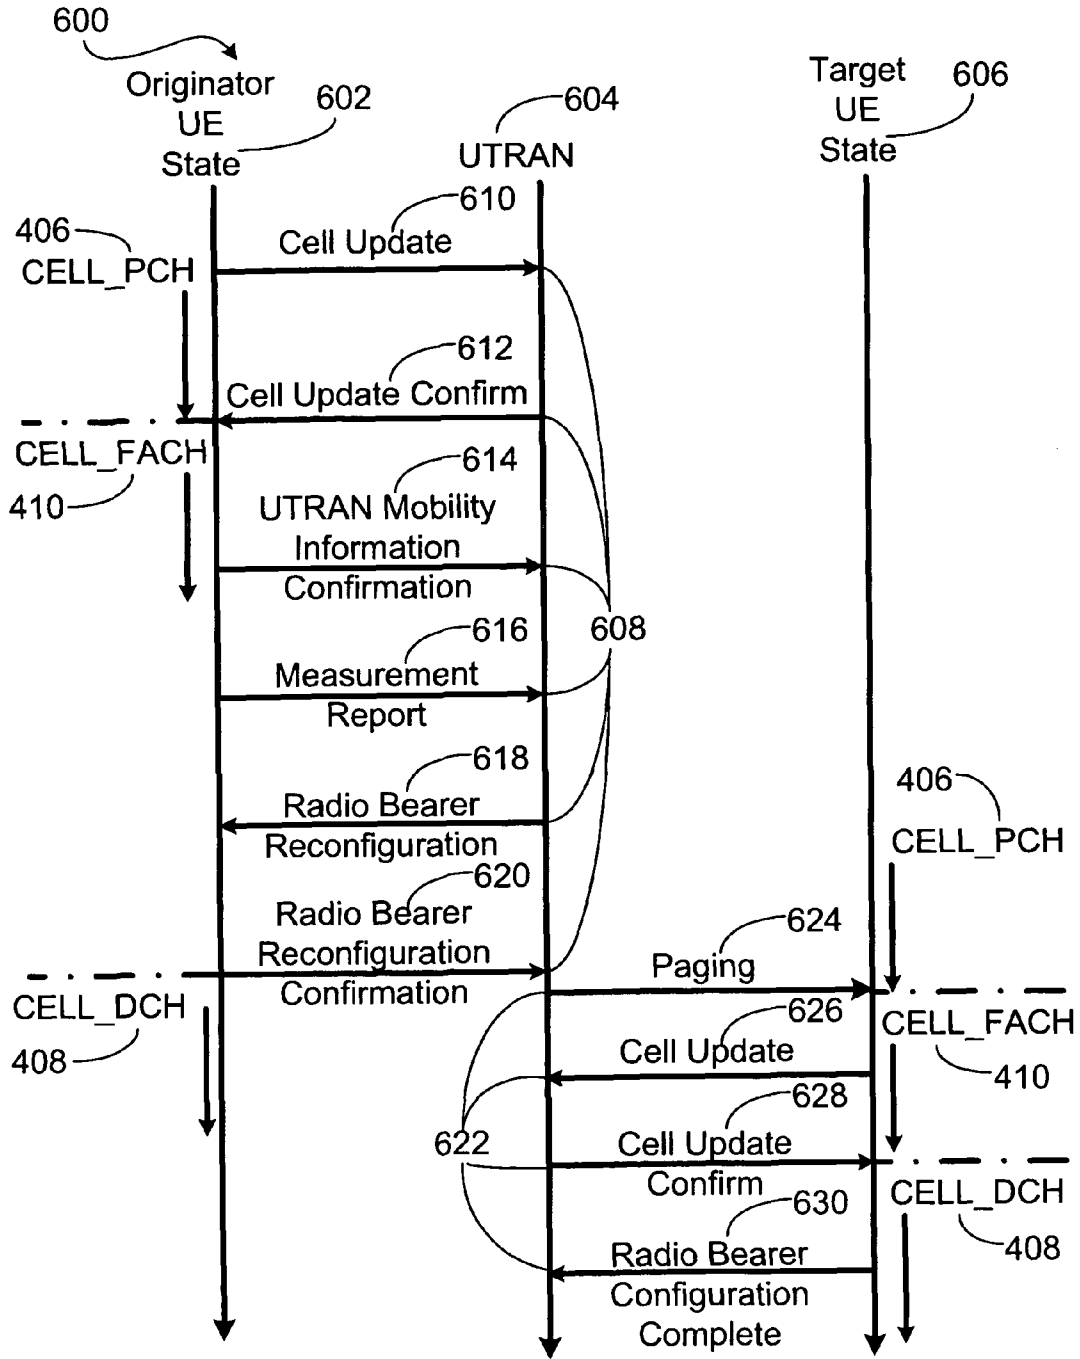 600
Originator
UE
State
602
604
UTRAN
Target
UE
State
606
610
Cell Update
406
CELL_PCH
612
Cell Update Confirm
CELL_FACH
410
614
UTRAN Mobility
Information
Confirmation
608
616
Measurement
Report
618
Radio Bearer
Reconfiguration
406
CELL_PCH
620
Radio Bearer
Reconfiguration
Confirmation
CELL_DCH
408
624
Paging
CELL_FACH
410
626
Cell Update
622
628
Cell Update
Confirm
CELL_DCH
408
630
Radio Bearer
Configuration
Complete